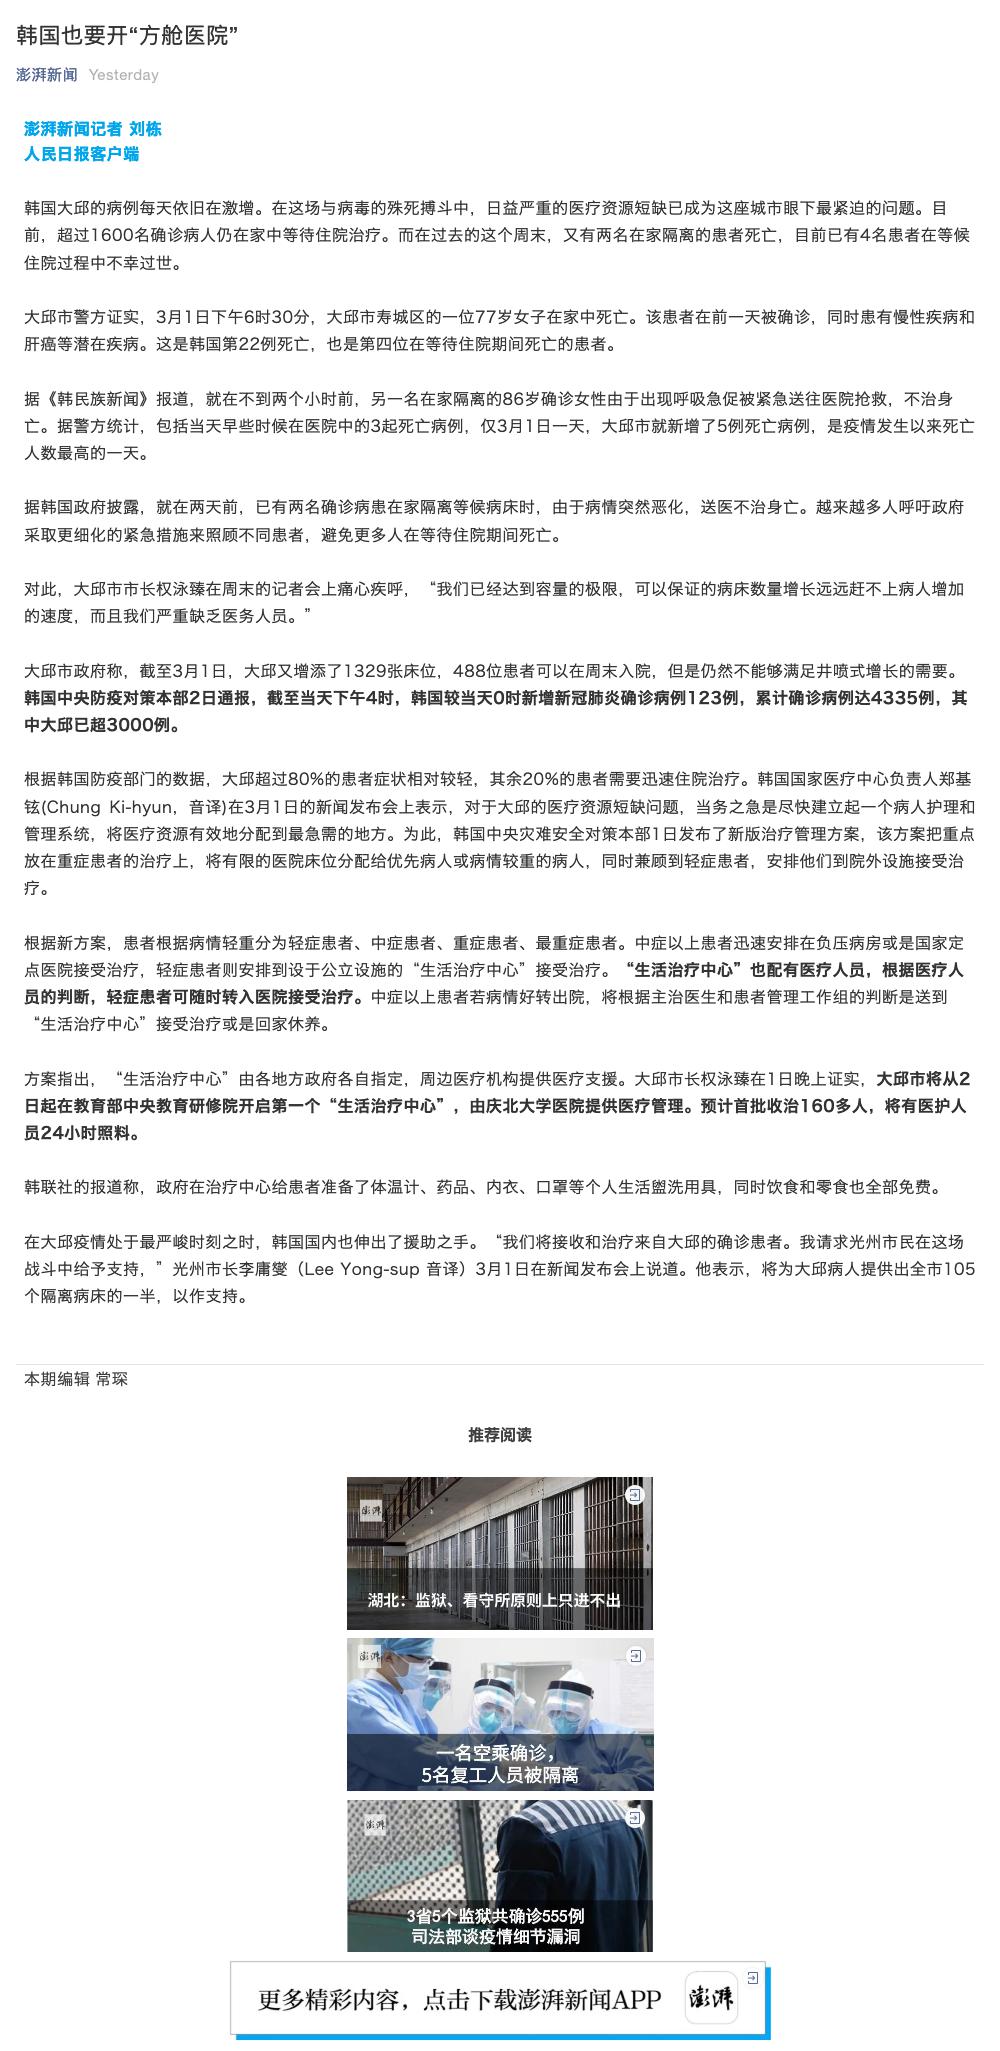 韩国也要开“方舱医院”
澎湃新闻 Yesterday
澎湃新闻记者 刘栋
人民日报客户端
韩国大邱的病例每天依旧在激增。在这场与病毒的殊死搏斗中，日益严重的医疗资源短缺已成为这座城市眼下最紧迫的问题。目
前，超过1600名确诊病人仍在家中等待住院治疗。而在过去的这个周末，又有两名在家隔离的患者死亡，目前已有4名患者在等候
住院过程中不幸过世。
大邱市警方证实，3月1日下午6时30分，大邱市寿城区的一位77岁女子在家中死亡。该患者在前一天被确诊，同时患有慢性疾病和
肝癌等潜在疾病。这是韩国第22例死亡，也是第四位在等待住院期间死亡的患者。
据《韩民族新闻》报道，就在不到两个小时前，另一名在家隔离的86岁确诊女性由于出现呼吸急促被紧急送往医院抢救，不治身
亡。据警方统计，包括当天早些时候在医院中的3起死亡病例，仅3月1日一天，大邱市就新增了5例死亡病例，是疫情发生以来死亡
人数最高的一天。
据韩国政府披露，就在两天前，已有两名确诊病患在家隔离等候病床时，由于病情突然恶化，送医不治身亡。越来越多人呼吁政府
采取更细化的紧急措施来照顾不同患者，避免更多人在等待住院期间死亡。
对此，大邱市市长权泳臻在周末的记者会上痛心疾呼，“我们已经达到容量的极限，可以保证的病床数量增长远远赶不上病人增加
的速度，而且我们严重缺乏医务人员。”
大邱市政府称，截至3月1日，大邱又增添了1329张床位，488位患者可以在周末入院，但是仍然不能够满足井喷式增长的需要。
韩国中央防疫对策本部2日通报，截至当天下午4时，韩国较当天0时新增新冠肺炎确诊病例123例，累计确诊病例达4335例，其
中大邱已超3000例。
根据韩国防疫部门的数据，大邱超过80%的患者症状相对较轻，其余20%的患者需要迅速住院治疗。韩国国家医疗中心负责人郑基
铉(Chung Ki-hyun，音译)在3月1日的新闻发布会上表示，对于大邱的医疗资源短缺问题，当务之急是尽快建立起一个病人护理和
管理系统，将医疗资源有效地分配到最急需的地方。为此，韩国中央灾难安全对策本部1日发布了新版治疗管理方案，该方案把重点
放在重症患者的治疗上，将有限的医院床位分配给优先病人或病情较重的病人，同时兼顾到轻症患者，安排他们到院外设施接受治
疗。
根据新方案，患者根据病情轻重分为轻症患者、中症患者、重症患者、最重症患者。中症以上患者迅速安排在负压病房或是国家定
点医院接受治疗，轻症患者则安排到设于公立设施的“生活治疗中心”接受治疗。“生活治疗中心”也配有医疗人员，根据医疗人
员的判断，轻症患者可随时转入医院接受治疗。中症以上患者若病情好转出院，将根据主治医生和患者管理工作组的判断是送到
“生活治疗中心”接受治疗或是回家休养。
方案指出，“生活治疗中心”由各地方政府各自指定，周边医疗机构提供医疗支援。大邱市长权泳臻在1日晚上证实，大邱市将从2
日起在教育部中央教育研修院开启第一个“生活治疗中心”，由庆北大学医院提供医疗管理。预计首批收治160多人，将有医护人
员24小时照料。
韩联社的报道称，政府在治疗中心给患者准备了体温计、药品、内衣、口罩等个人生活盥洗用具，同时饮食和零食也全部免费。
在大邱疫情处于最严峻时刻之时，韩国国内也伸出了援助之手。“我们将接收和治疗来自大邱的确诊患者。我请求光州市民在这场
战斗中给予支持，”光州市长李庸燮（Lee Yong-sup 音译）3月1日在新闻发布会上说道。他表示，将为大邱病人提供出全市105
个隔离病床的一半，以作支持。
本期编辑 常琛
推荐阅读
澎湃
湖北：监狱、看守所原则上只进不出
澎湃
一名空乘确诊，
5名复工人员被隔离
澎湃
3省5个监狱共确诊555例
司法部谈疫情细节漏洞
更多精彩内容，点击下载澎湃新闻APP 澎湃